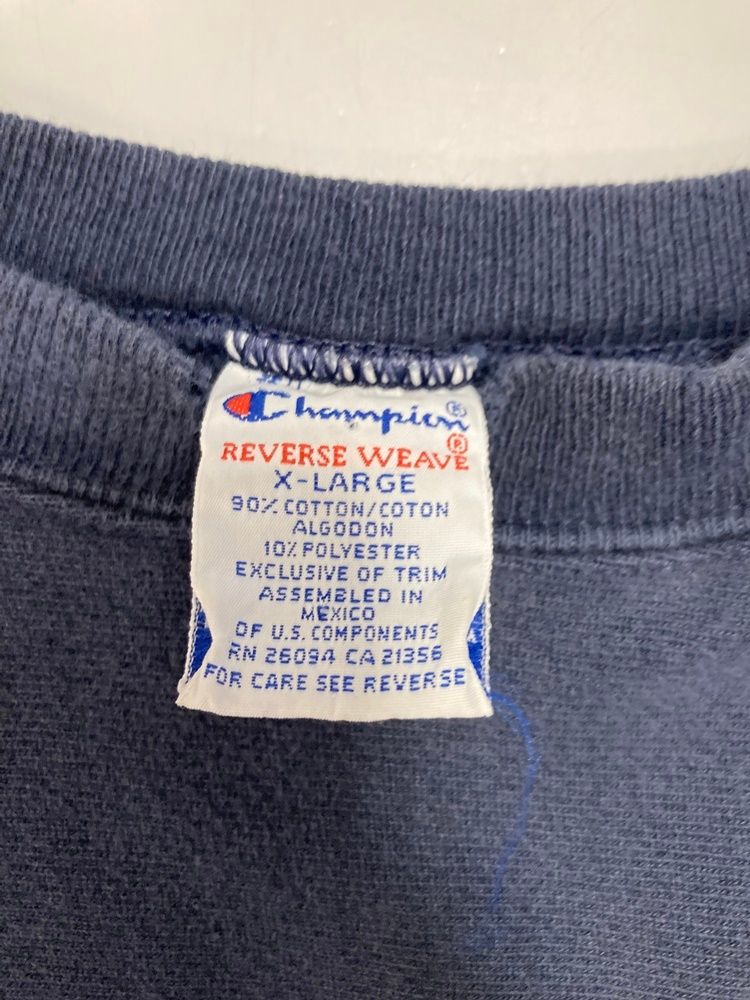 Champion®
REVERSE WEAVE®
X-LARGE
90% COTTON/COTON
ALGODON
10% POLYESTER
EXCLUSIVE OF TRIM
ASSEMBLED IN
MEXICO
OF U.S. COMPONENTS
RN 26094 CA 21356
FOR CARE SEE REVERSE